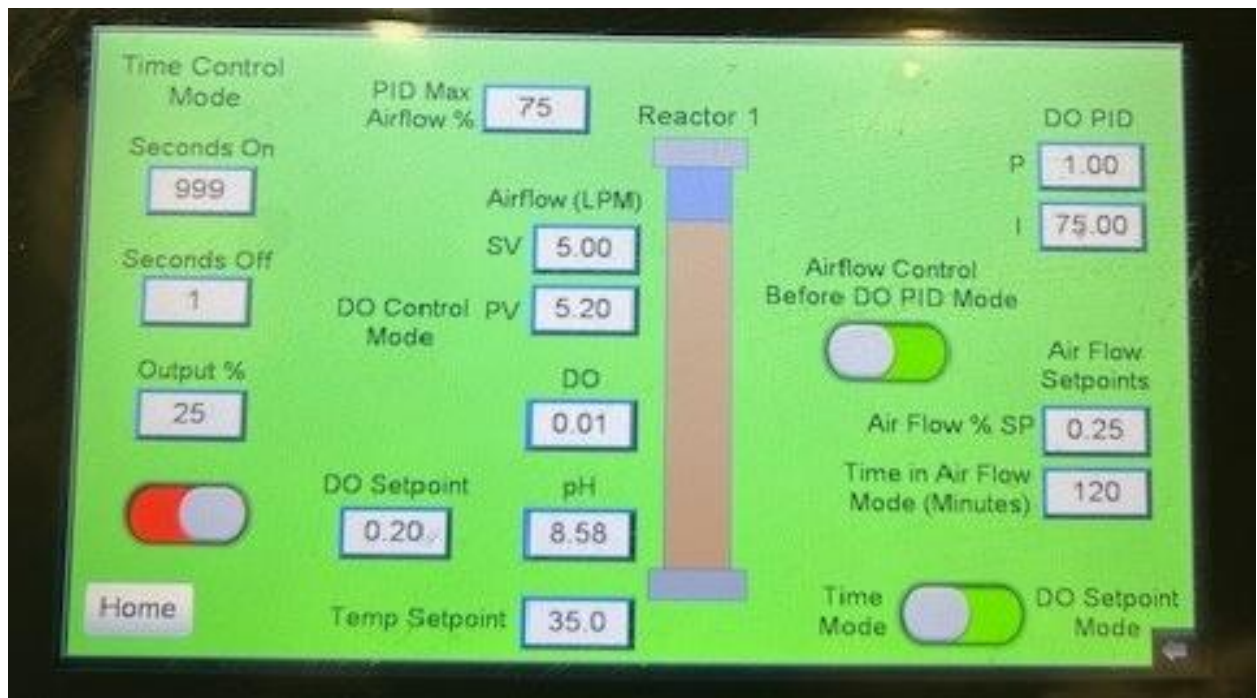 Time Control
Mode
Seconds On
999
Seconds Off
1
Output %
25
Home
PID Max
Airflow %
75
Airflow (LPM)
SV
5.00
DO Control
Mode
PV
5.20
DO
0.01
DO Setpoint
0.20
pH
8.58
Temp Setpoint
35.0
Reactor 1
DO PID
P
1.00
I
75.00
Airflow Control
Before DO PID Mode
Air Flow
Setpoints
Air Flow % SP
0.25
Time in Air Flow
Mode (Minutes)
120
Time
Mode
DO Setpoint
Mode